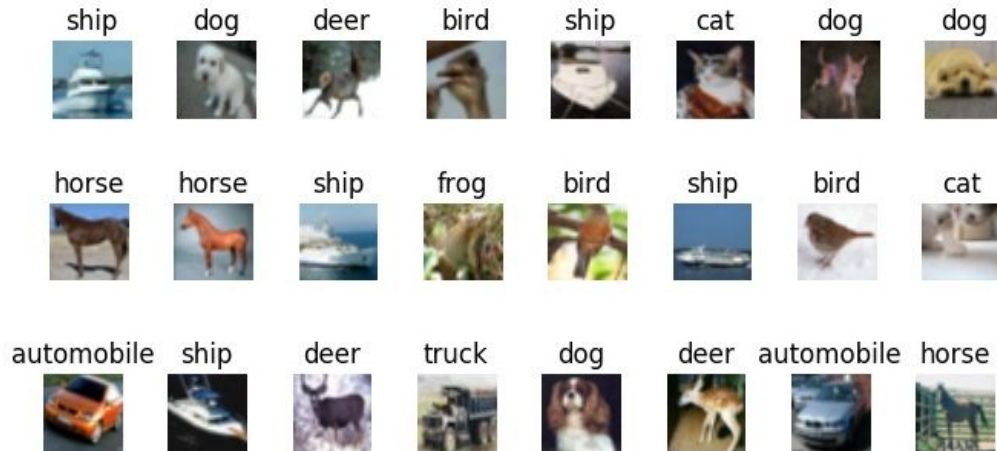 ship dog deer bird ship cat dog dog
horse horse ship frog bird ship bird cat
automobile ship deer truck dog deer automobile horse